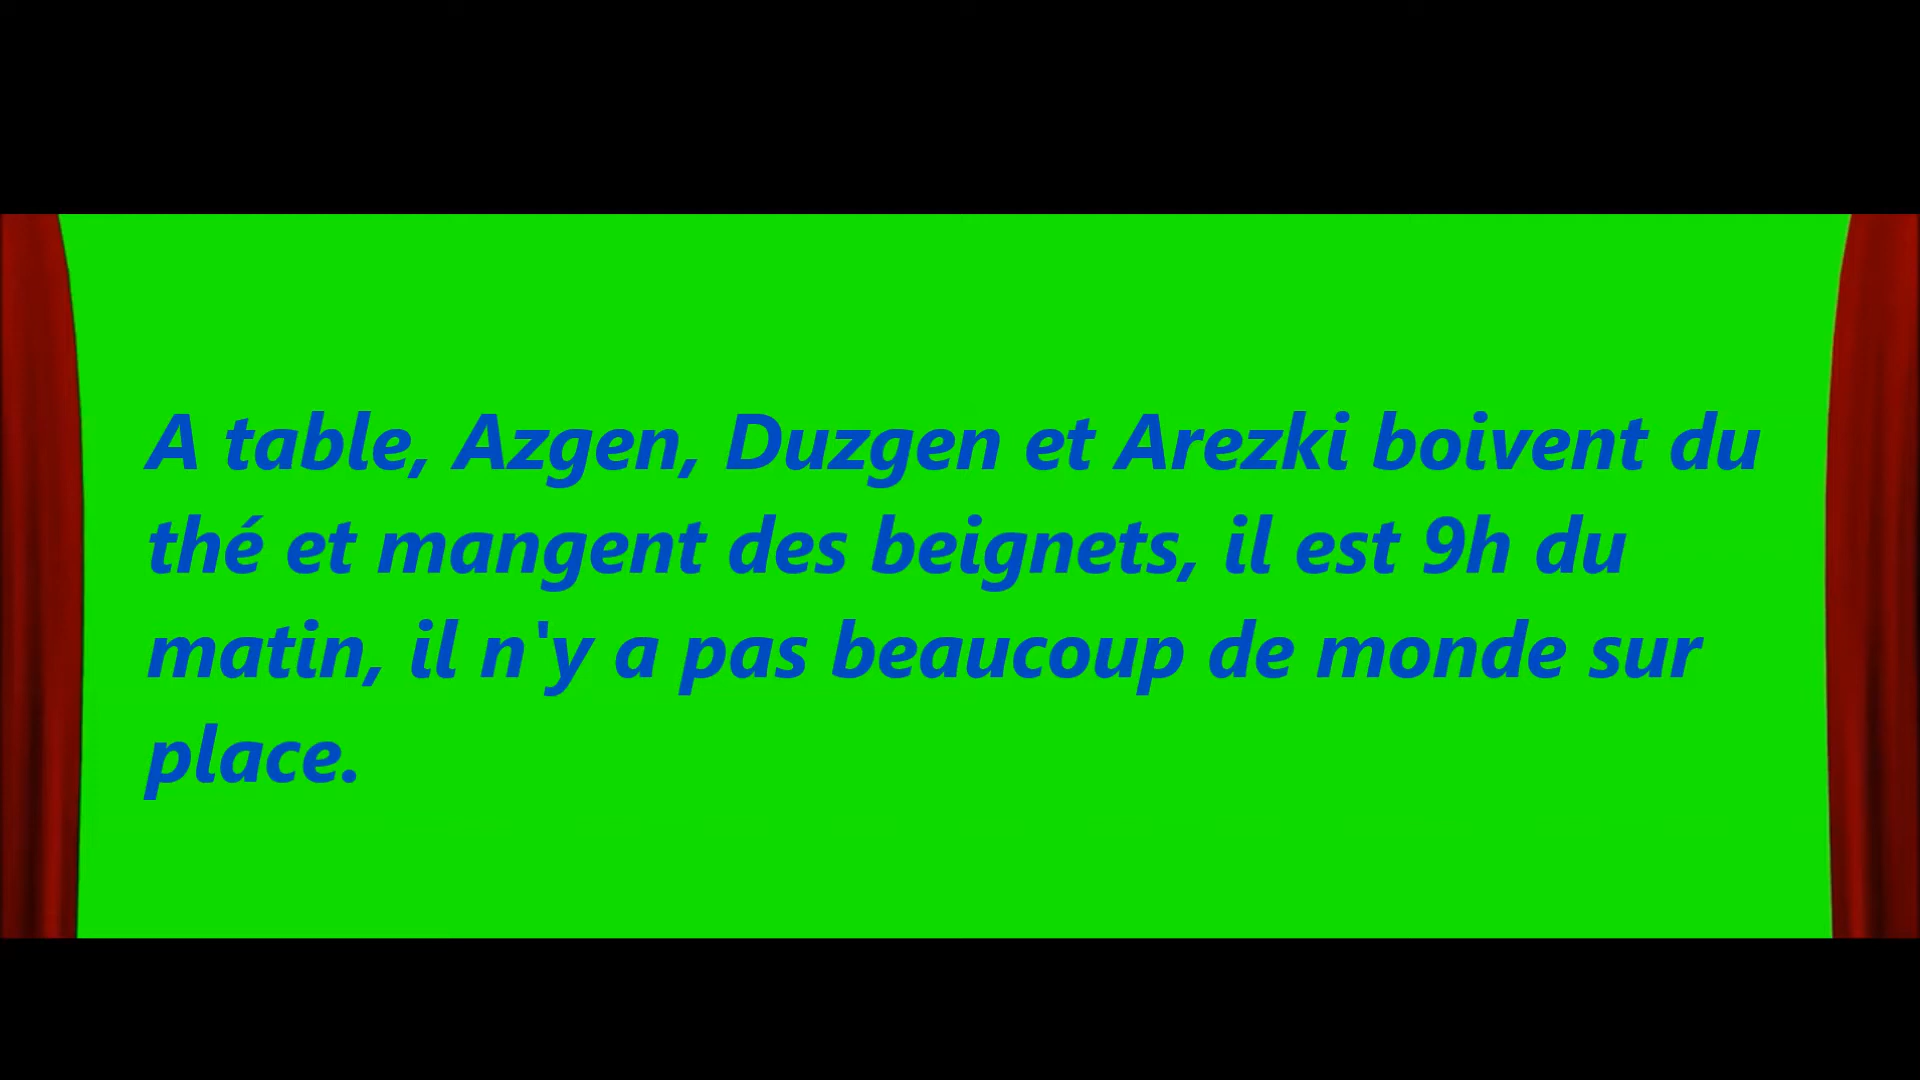 A table, Azgen, Duzgen et Arezki boivent du
thé et mangent des beignets, il est 9h du
matin, il n'y a pas beaucoup de monde sur
place.